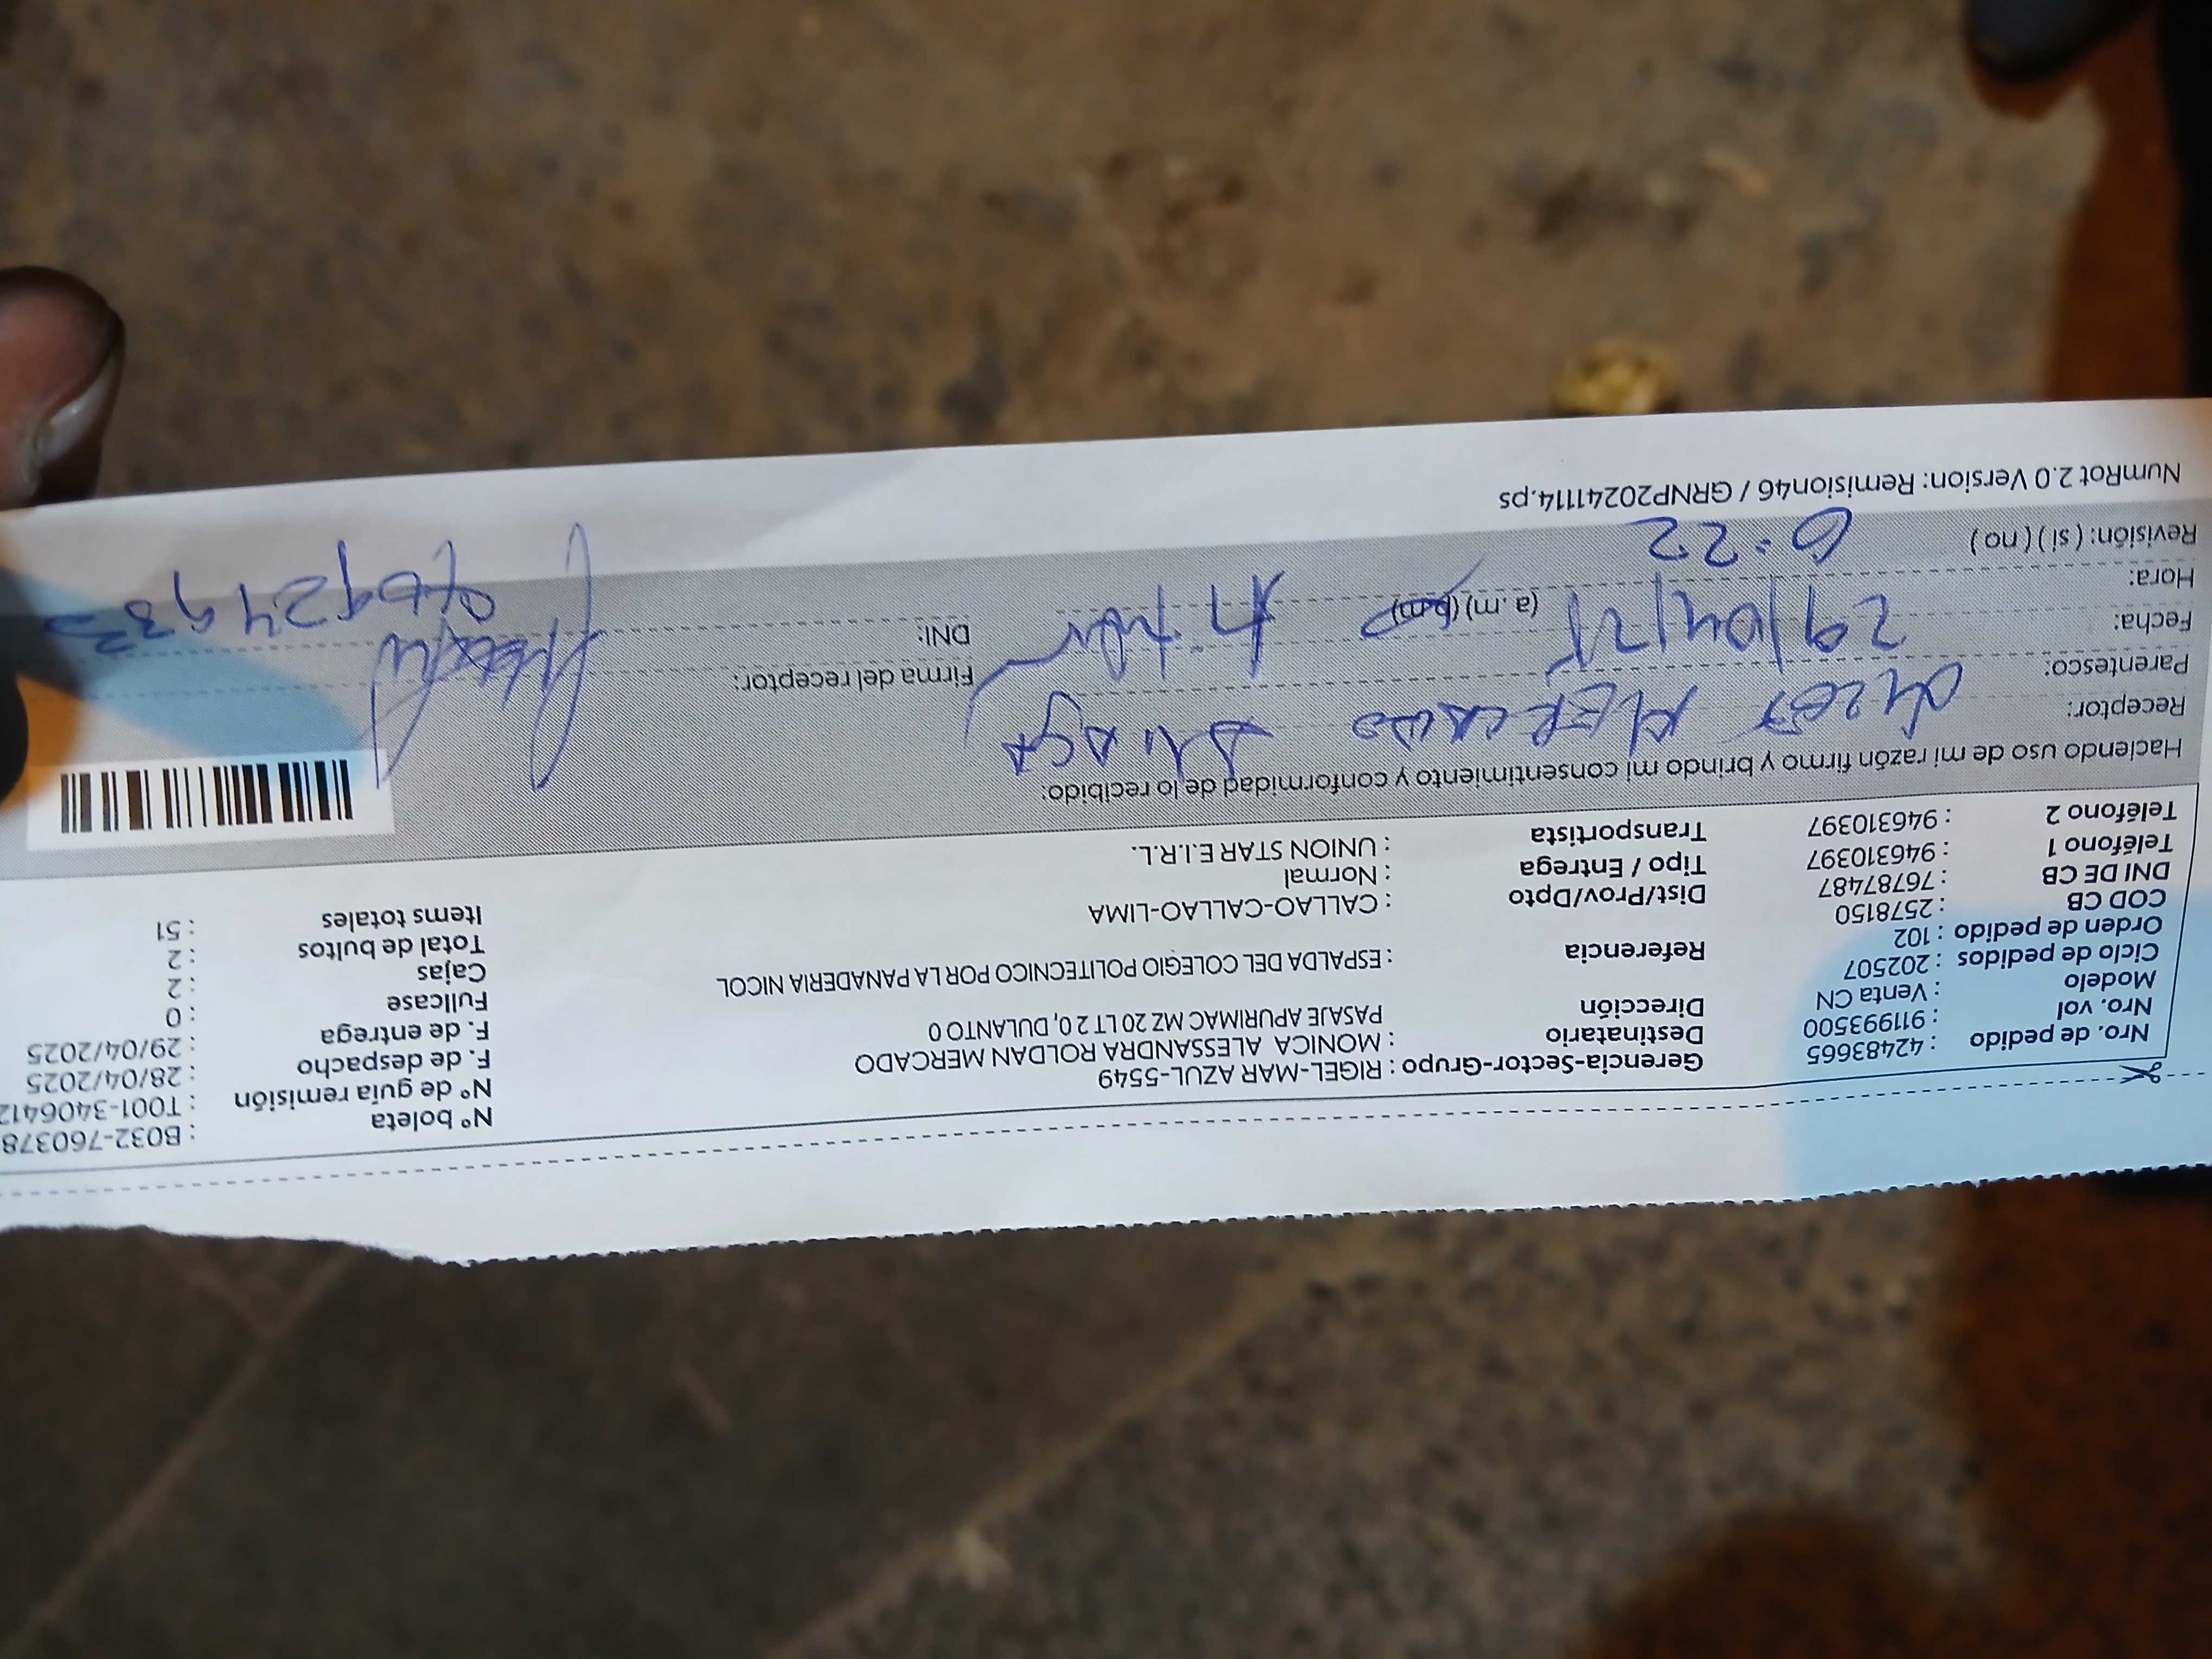 Nro. de pedido : 42483665 Gerencia-Sector-Grupo : RIGEL-MAR AZUL-5549 N° boleta : B032-760378
Nro. vol : 911993500 Destinatario : MONICA ALESSANDRA ROLDAN MERCADO N° de guía remisión : T001-340641
Modelo : Venta CN Dirección PASAJE APURIMAC MZ 20 LT 2 0, DULANTO 0 F. de despacho : 28/04/2025
Ciclo de pedidos : 202507 F. de entrega : 29/04/2025
Orden de pedido : 102 Referencia : ESPALDA DEL COLEGIO POLITECNICO POR LA PANADERIA NICOL Fullcase : 0
COD CB : 2578150 Cajas : 2
DNI DE CB : 76787487 Dist/Prov/Dpto : CALLAO-CALLAO-LIMA Total de bultos : 2
Teléfono 1 : 946310397 Tipo / Entrega : Normal Items totales : 51
Teléfono 2 : 946310397 Transportista : UNION STAR E.I.R.L.
Haciendo uso de mi razón firmo y brindo mi consentimiento y conformidad de lo recibido:
Receptor: MERCADO
Parentesco: Firma del receptor:
Fecha: 29/04/25 DNI:
Hora: 6:22 (a.m) (p.m)
Revisión: ( si ) ( no )
NumRot 2.0 Version: Remision46 / GRNP20241114.ps